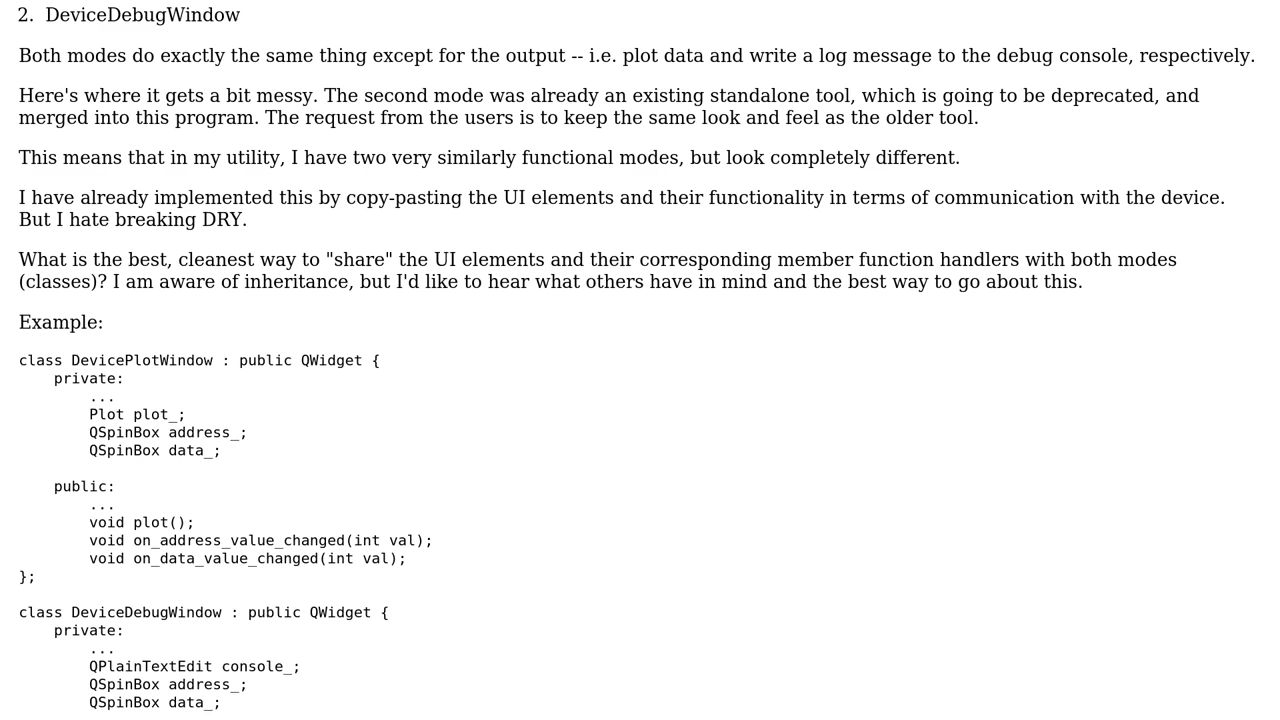 2. DeviceDebugWindow
Both modes do exactly the same thing except for the output -- i.e. plot data and write a log message to the debug console, respectively.
Here's where it gets a bit messy. The second mode was already an existing standalone tool, which is going to be deprecated, and
merged into this program. The request from the users is to keep the same look and feel as the older tool.
This means that in my utility, I have two very similarly functional modes, but look completely different.
I have already implemented this by copy-pasting the UI elements and their functionality in terms of communication with the device.
But I hate breaking DRY.
What is the best, cleanest way to "share" the UI elements and their corresponding member function handlers with both modes
(classes)? I am aware of inheritance, but I'd like to hear what others have in mind and the best way to go about this.
Example:
class DevicePlotWindow : public QWidget {
    private:
        ...
        Plot plot_;
        QSpinBox address_;
        QSpinBox data_;

    public:
        ...
        void plot();
        void on_address_value_changed(int val);
        void on_data_value_changed(int val);
};

class DeviceDebugWindow : public QWidget {
    private:
        ...
        QPlainTextEdit console_;
        QSpinBox address_;
        QSpinBox data_;